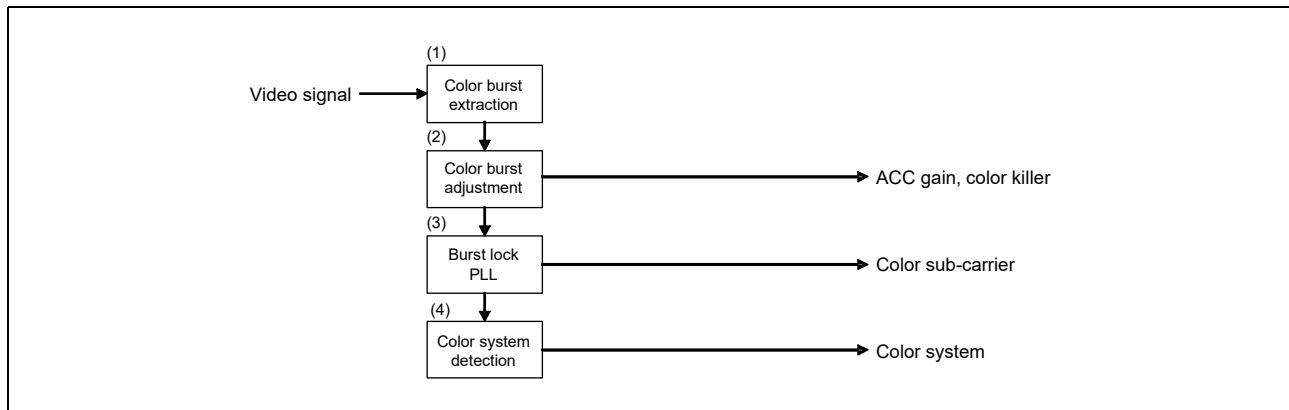 (1)
Video signal
Color burst
extraction
(2)
Color burst
adjustment
ACC gain, color killer
(3)
Burst lock
PLL
Color sub-carrier
(4)
Color system
detection
Color system